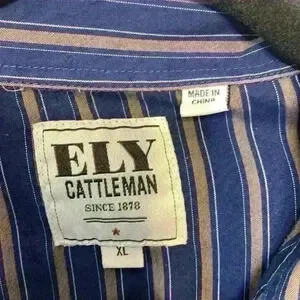 MADE IN
CHINA
ELY
CATTLEMAN
SINCE 1878
XL